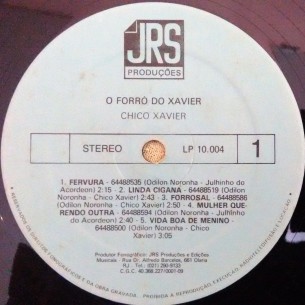 JRS
PRODUÇÕES
O FORRÓ DO XAVIER
CHICO XAVIER
STEREO
LP 10.004
1
1. FERVURA - 64488535 (Odilon Noronha - Julhinho do
Acordeon) 2:15 - 2. LINDA CIGANA - 64488519 (Odilon
Noronha - Chico Xavier) 2:43 - 3. FORROSAL - 64488586
(Odilon Noronha - Chico Xavier) 2:50 - 4. MULHER QUE-
RENDO OUTRA - 64488594 (Odilon Noronha - Julhinho do
Acordeon) 2:40 - 5. VIDA BOA DE MENINO -
64488500 (Odilon Noronha - Chico
Xavier) 3:05
Produtor Fonográfico: JRS Produções e Edições
Musicais